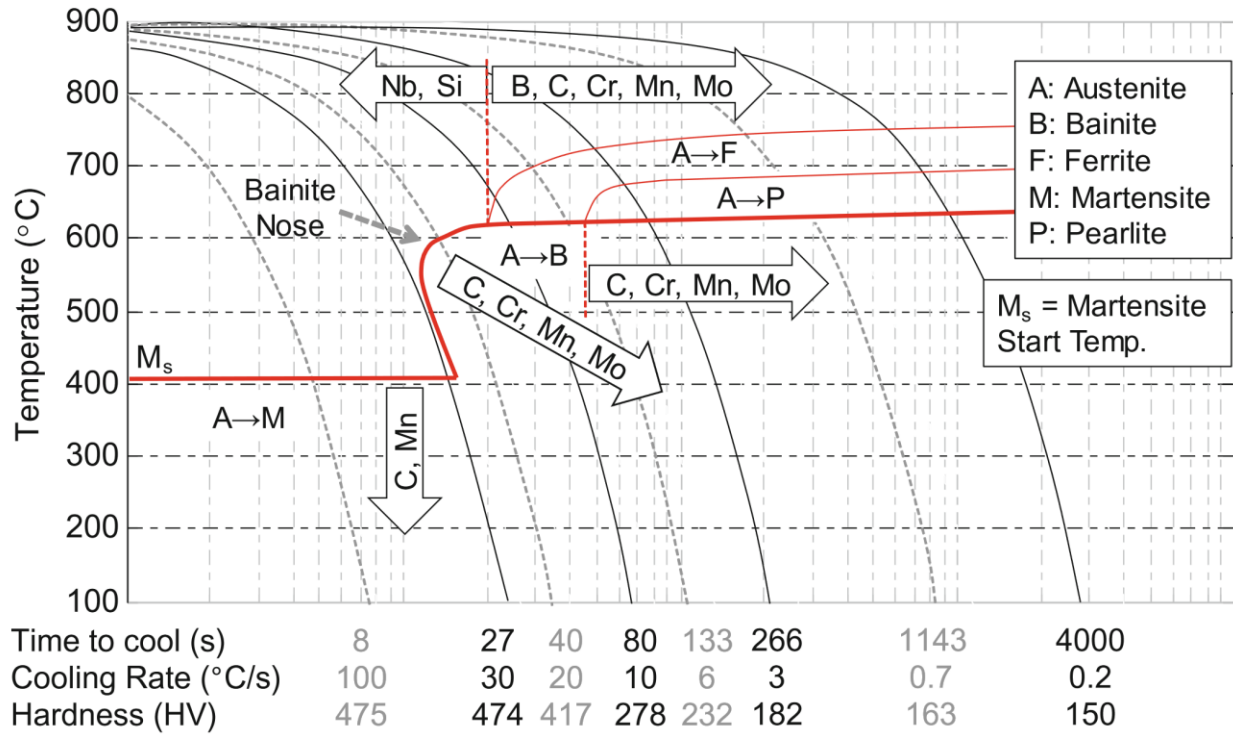 900
800
700
600
500
400
300
200
100
Temperature (°C)
Nb, Si
B, C, Cr, Mn, Mo
A→F
A→P
Bainite
Nose
A→B
C, Cr, Mn, Mo
C, Cr, Mn, Mo
Ms
A→M
C, Mn
A: Austenite
B: Bainite
F: Ferrite
M: Martensite
P: Pearlite
Ms = Martensite
Start Temp.
Time to cool (s) 8 27 40 80 133 266 1143 4000
Cooling Rate (°C/s) 100 30 20 10 6 3 0.7 0.2
Hardness (HV) 475 474 417 278 232 182 163 150